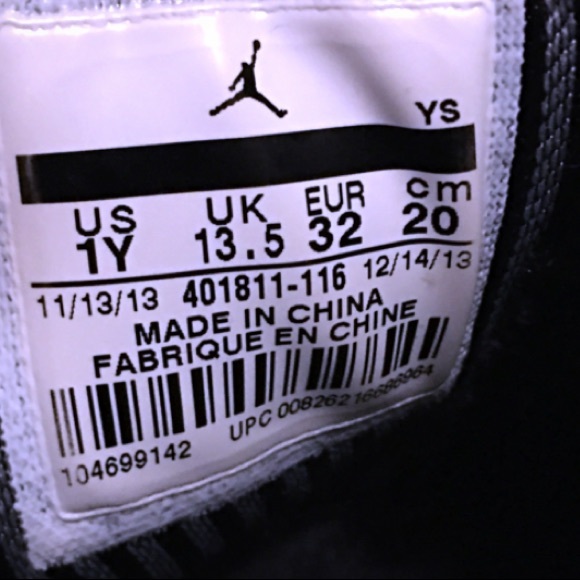 YS
US UK EUR cm
1Y 13.5 32 20
11/13/13 401811-116 12/14/13
MADE IN CHINA
FABRIQUE EN CHINE
104699142 UPC